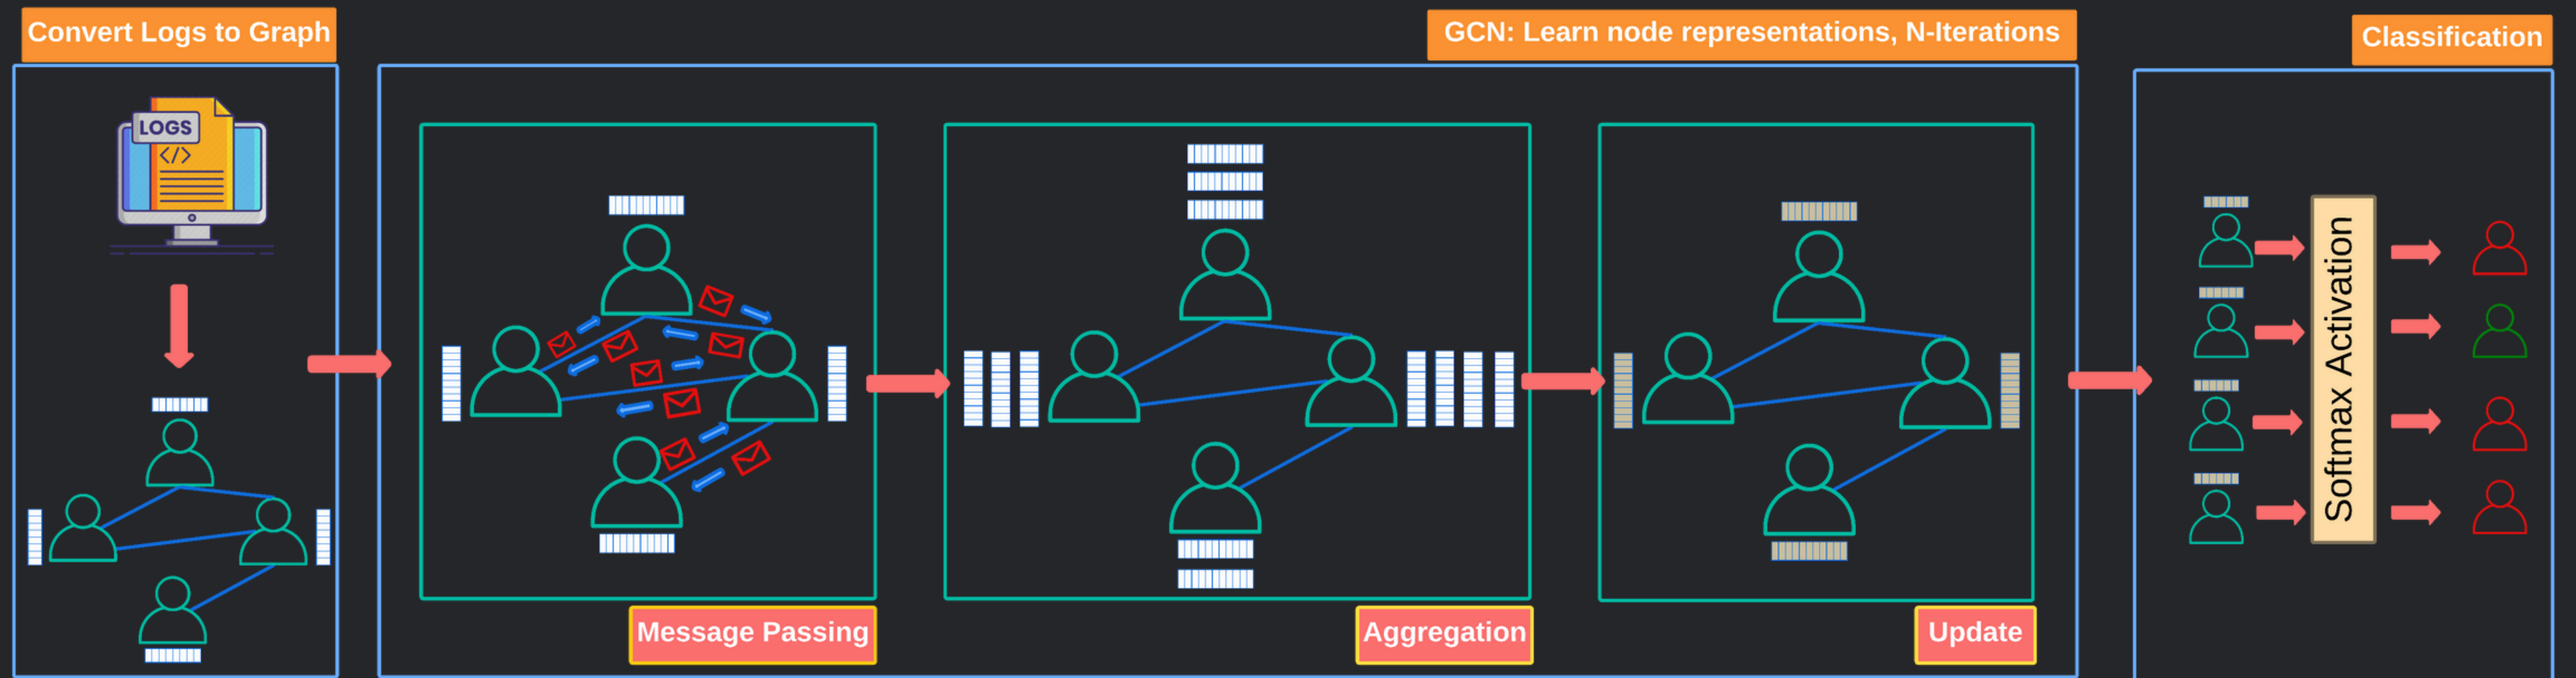 Convert Logs to Graph
GCN: Learn node representations, N-Iterations
Classification
LOGS
</>
Softmax Activation
Message Passing
Aggregation
Update